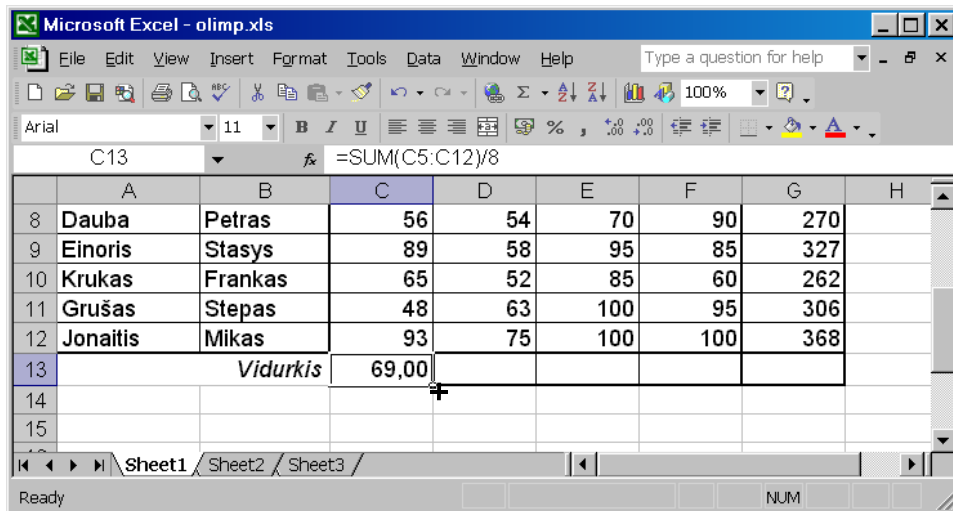 Microsoft Excel - olimp.xls
File Edit View Insert Format Tools Data Window Help Type a question for help
100%
Arial 11 B I U
C13 fx =SUM(C5:C12)/8
A B C D E F G H
8 Dauba Petras 56 54 70 90 270
9 Einoris Stasys 89 58 95 85 327
10 Krukas Frankas 65 52 85 60 262
11 Grušas Stepas 48 63 100 95 306
12 Jonaitis Mikas 93 75 100 100 368
13 Vidurkis 69,00
14
15
Sheet1 Sheet2 Sheet3
Ready NUM